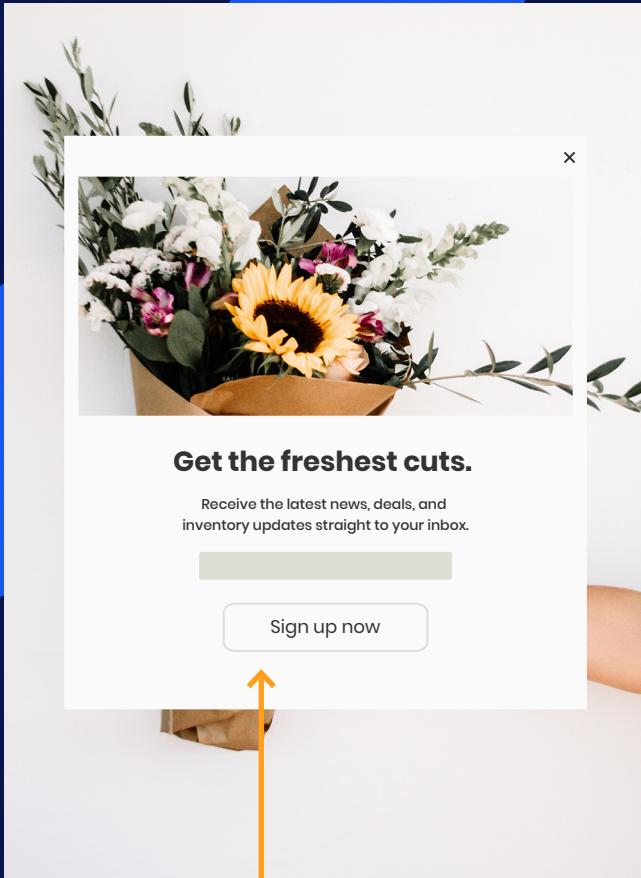 Get the freshest cuts.
Receive the latest news, deals, and
inventory updates straight to your inbox.
Sign up now